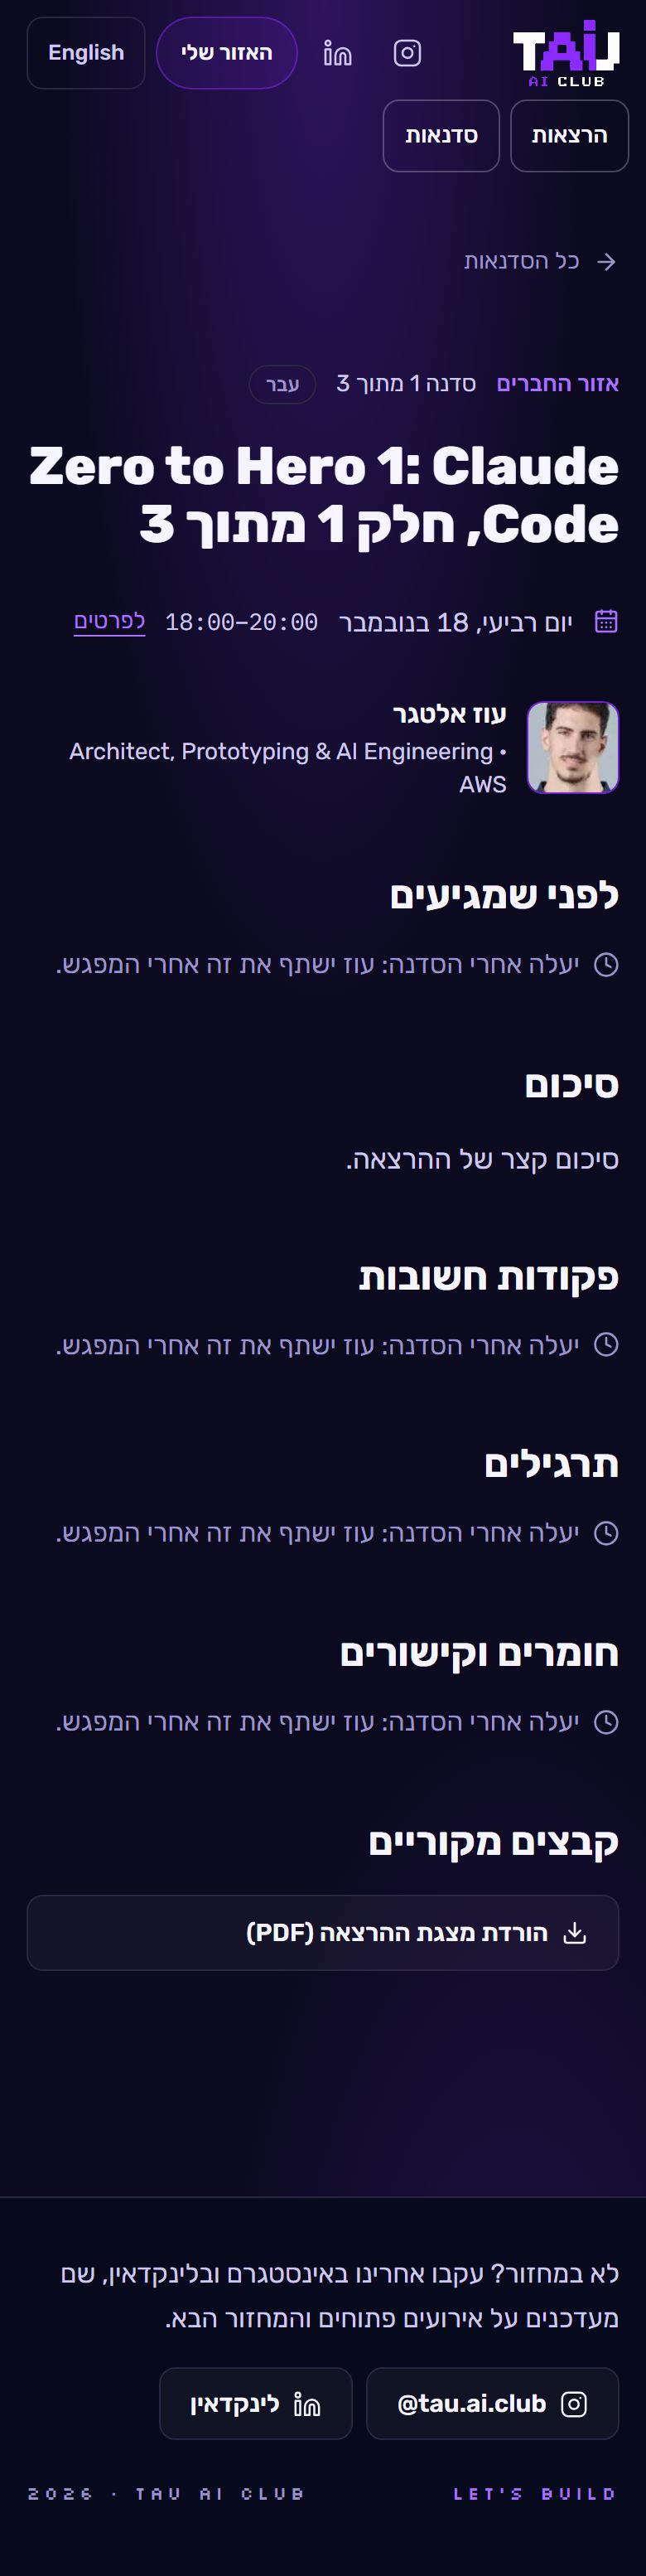 TAU
AI CLUB
האזור שלי
English
הרצאות
סדנאות
כל הסדנאות
אזור החברים
סדנה 1 מתוך 3
עבר
Zero to Hero 1: Claude
Code, חלק 1 מתוך 3
יום רביעי, 18 בנובמבר
18:00–20:00
לפרטים
עוז אלטגר
Architect, Prototyping & AI Engineering •
AWS
לפני שמגיעים
יעלה אחרי הסדנה: עוז ישתף את זה אחרי המפגש.
סיכום
סיכום קצר של ההרצאה.
פקודות חשובות
יעלה אחרי הסדנה: עוז ישתף את זה אחרי המפגש.
תרגילים
יעלה אחרי הסדנה: עוז ישתף את זה אחרי המפגש.
חומרים וקישורים
יעלה אחרי הסדנה: עוז ישתף את זה אחרי המפגש.
קבצים מקוריים
הורדת מצגת ההרצאה (PDF)
לא במחזור? עקבו אחרינו באינסטגרם ובלינקדאין, שם
מעדכנים על אירועים פתוחים והמחזור הבא.
@tau.ai.club
לינקדאין
LET'S BUILD
2026 · TAU AI CLUB